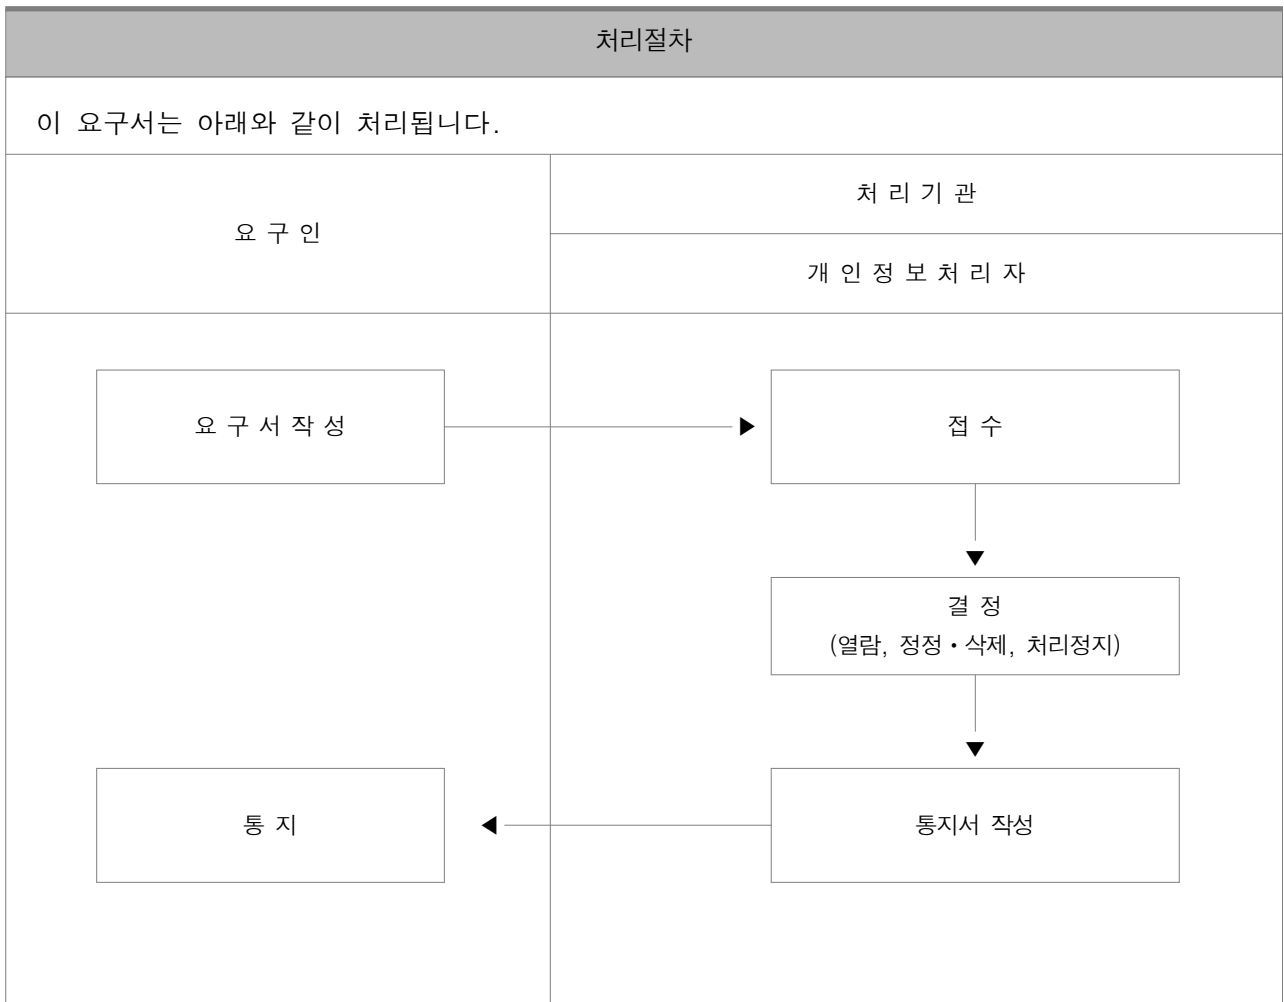 처리절차
이 요구서는 아래와 같이 처리됩니다.
요 구 인
처 리 기 관
개 인 정 보 처 리 자
요 구 서 작 성
접 수
결 정
(열람, 정정・삭제, 처리정지)
통 지
통지서 작성